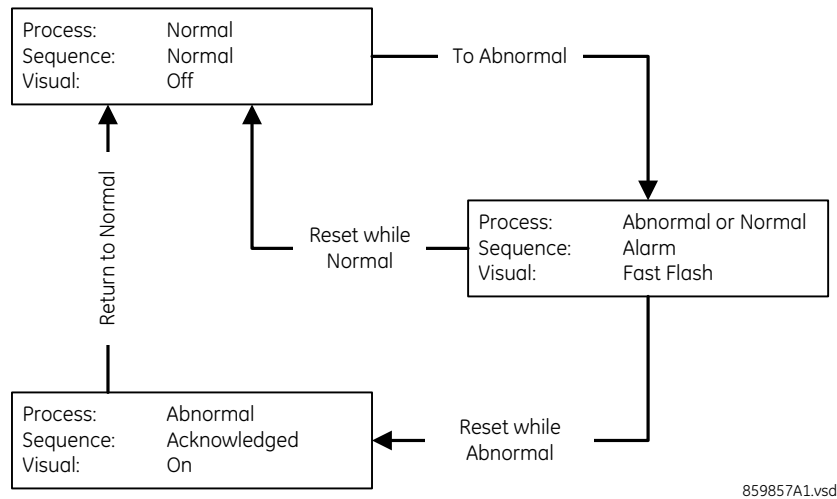 Process: Normal
Sequence: Normal
Visual: Off
To Abnormal
Return to Normal
Reset while
Normal
Process: Abnormal or Normal
Sequence: Alarm
Visual: Fast Flash
Process: Abnormal
Sequence: Acknowledged
Visual: On
Reset while
Abnormal
859857A1.vsd